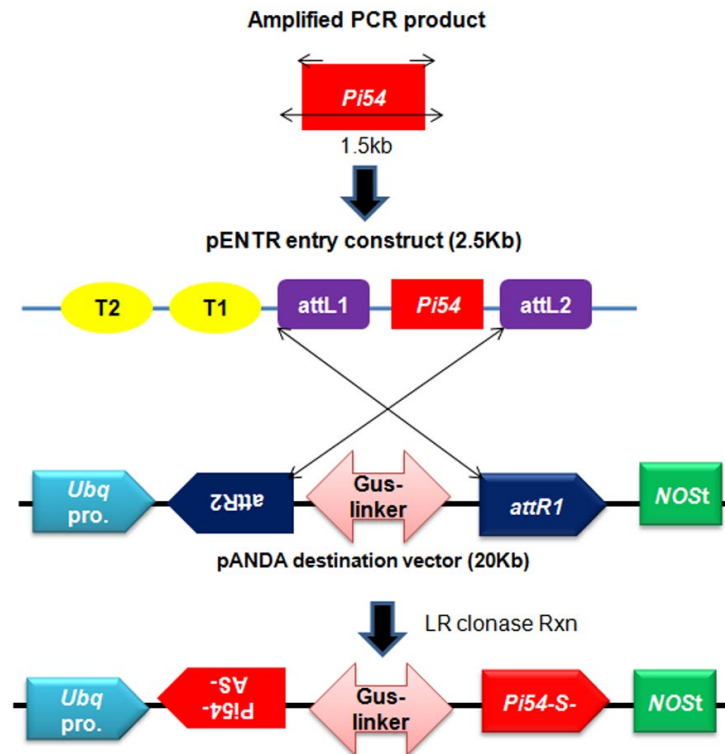 Amplified PCR product
Pi54
1.5kb
pENTR entry construct (2.5Kb)
T2 T1 attL1 Pi54 attL2
Ubq pro. attR2 Gus-linker attR1 NOSt
pANDA destination vector (20Kb)
LR clonase Rxn
Ubq pro. Pi54-AS- Gus-linker Pi54-S- NOSt